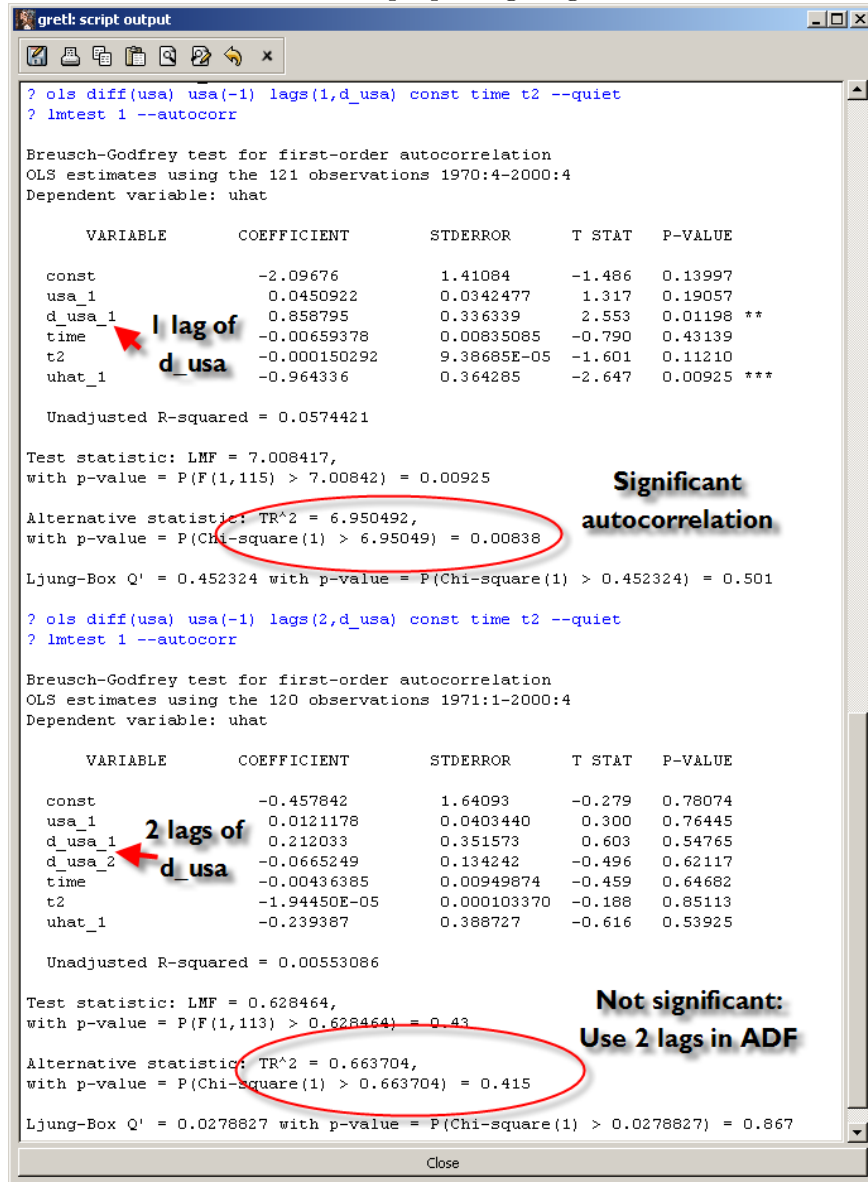 gretl: script output
? ols diff(usa) usa(-1) lags(1,d_usa) const time t2 --quiet
? lmtest 1 --autocorr
Breusch-Godfrey test for first-order autocorrelation
OLS estimates using the 121 observations 1970:4-2000:4
Dependent variable: uhat
VARIABLE COEFFICIENT STDERROR T STAT P-VALUE
const -2.09676 1.41084 -1.486 0.13997
usa_1 0.0450922 0.0342477 1.317 0.19057
d_usa_1 0.858795 0.336339 2.553 0.01198 **
time -0.00659378 0.00835085 -0.790 0.43139
t2 -0.000150292 9.38685E-05 -1.601 0.11210
uhat_1 -0.964336 0.364285 -2.647 0.00925 ***
1 lag of
d_usa
Unadjusted R-squared = 0.0574421
Test statistic: LMF = 7.008417,
with p-value = P(F(1,115) > 7.00842) = 0.00925
Significant
autocorrelation
Alternative statistic: TR^2 = 6.950492,
with p-value = P(Chi-square(1) > 6.95049) = 0.00838
Ljung-Box Q' = 0.452324 with p-value = P(Chi-square(1) > 0.452324) = 0.501
? ols diff(usa) usa(-1) lags(2,d_usa) const time t2 --quiet
? lmtest 1 --autocorr
Breusch-Godfrey test for first-order autocorrelation
OLS estimates using the 120 observations 1971:1-2000:4
Dependent variable: uhat
VARIABLE COEFFICIENT STDERROR T STAT P-VALUE
const -0.457842 1.64093 -0.279 0.78074
usa_1 0.0121178 0.0403440 0.300 0.76445
d_usa_1 0.212033 0.351573 0.603 0.54765
d_usa_2 -0.0665249 0.134242 -0.496 0.62117
time -0.00436385 0.00949874 -0.459 0.64682
t2 -1.94450E-05 0.000103370 -0.188 0.85113
uhat_1 -0.239387 0.388727 -0.616 0.53925
2 lags of
d_usa
Unadjusted R-squared = 0.00553086
Test statistic: LMF = 0.628464,
with p-value = P(F(1,113) > 0.628464) = 0.43
Not significant:
Use 2 lags in ADF
Alternative statistic: TR^2 = 0.663704,
with p-value = P(Chi-square(1) > 0.663704) = 0.415
Ljung-Box Q' = 0.0278827 with p-value = P(Chi-square(1) > 0.0278827) = 0.867
Close